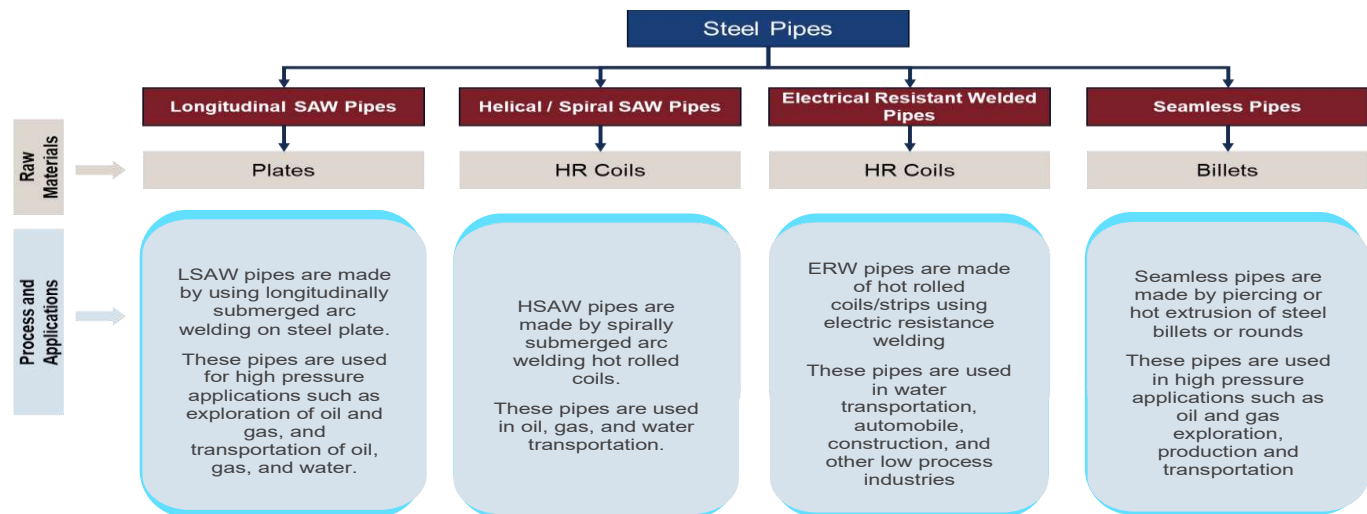 Steel Pipes
Longitudinal SAW Pipes
Helical / Spiral SAW Pipes
Electrical Resistant Welded
Pipes
Seamless Pipes
Raw
Materials
Plates
HR Coils
HR Coils
Billets
Process and
Applications
LSAW pipes are made
by using longitudinally
submerged arc
welding on steel plate.
These pipes are used
for high pressure
applications such as
exploration of oil and
gas, and
transportation of oil,
gas, and water.
HSAW pipes are
made by spirally
submerged arc
welding hot rolled
coils.
These pipes are used
in oil, gas, and water
transportation.
ERW pipes are made
of hot rolled
coils/strips using
electric resistance
welding
These pipes are used
in water
transportation,
automobile,
construction, and
other low process
industries
Seamless pipes are
made by piercing or
hot extrusion of steel
billets or rounds
These pipes are used
in high pressure
applications such as
oil and gas
exploration,
production and
transportation